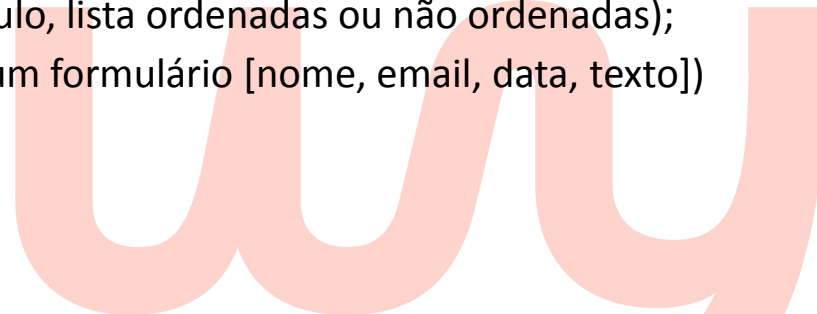 ulo, lista ordenadas ou não ordenadas);
um formulário [nome, email, data, texto])